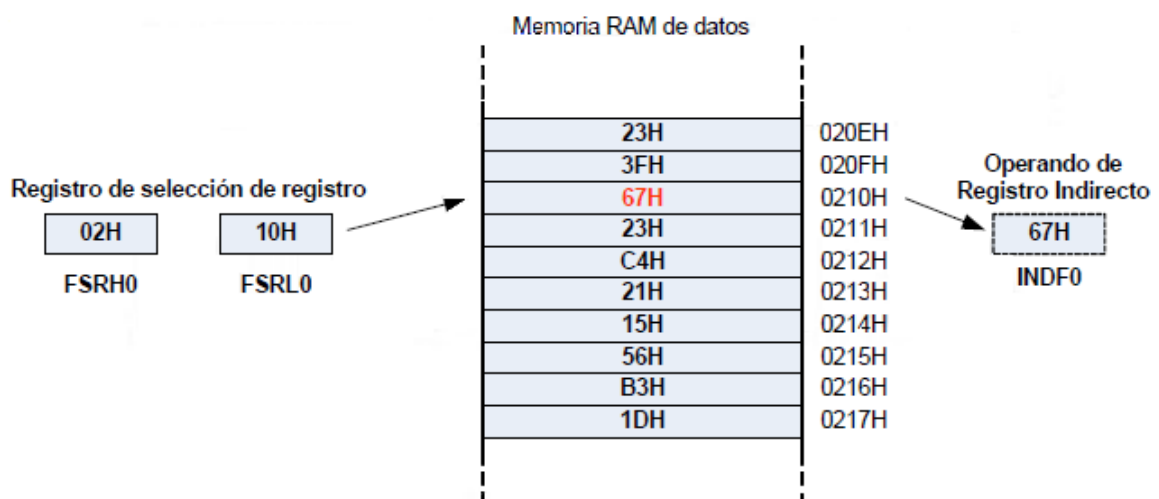 Memoria RAM de datos
23H 020EH
3FH 020FH
Operando de
Registro Indirecto
Registro de selección de registro
67H 0210H
02H 10H
23H 0211H
67H
FSRH0 FSRL0
C4H 0212H
INDF0
21H 0213H
15H 0214H
56H 0215H
B3H 0216H
1DH 0217H